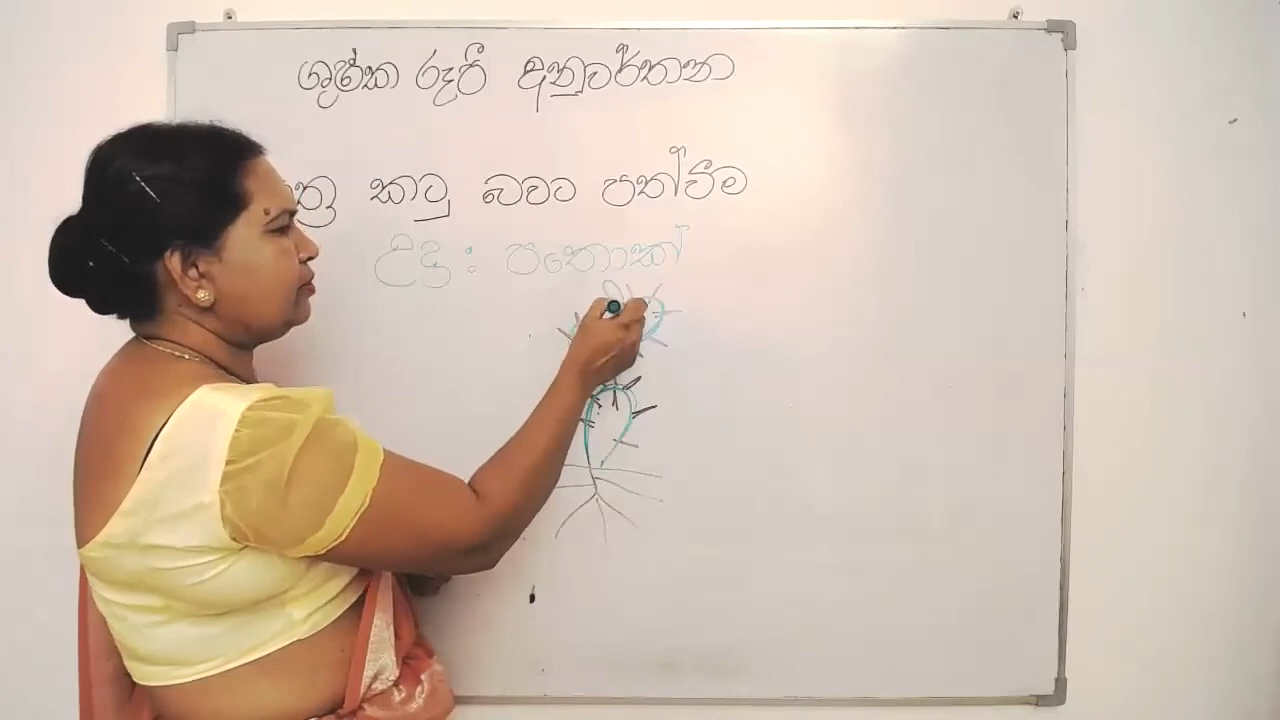 ශුෂ්ක රූපී අනුවර්තන
කටු බවට පත්වීම
උදා: පතොක්